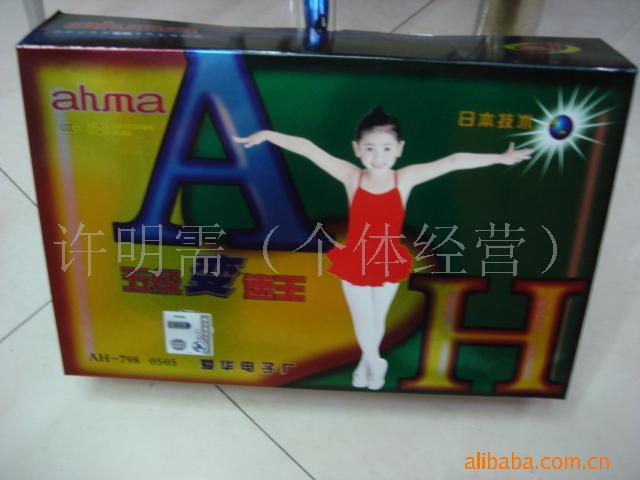 ahma
A
日本技术
许明需（个体经营）
五级变速王
H
AH-798 0505
爱华电子厂
alibaba.com.cn